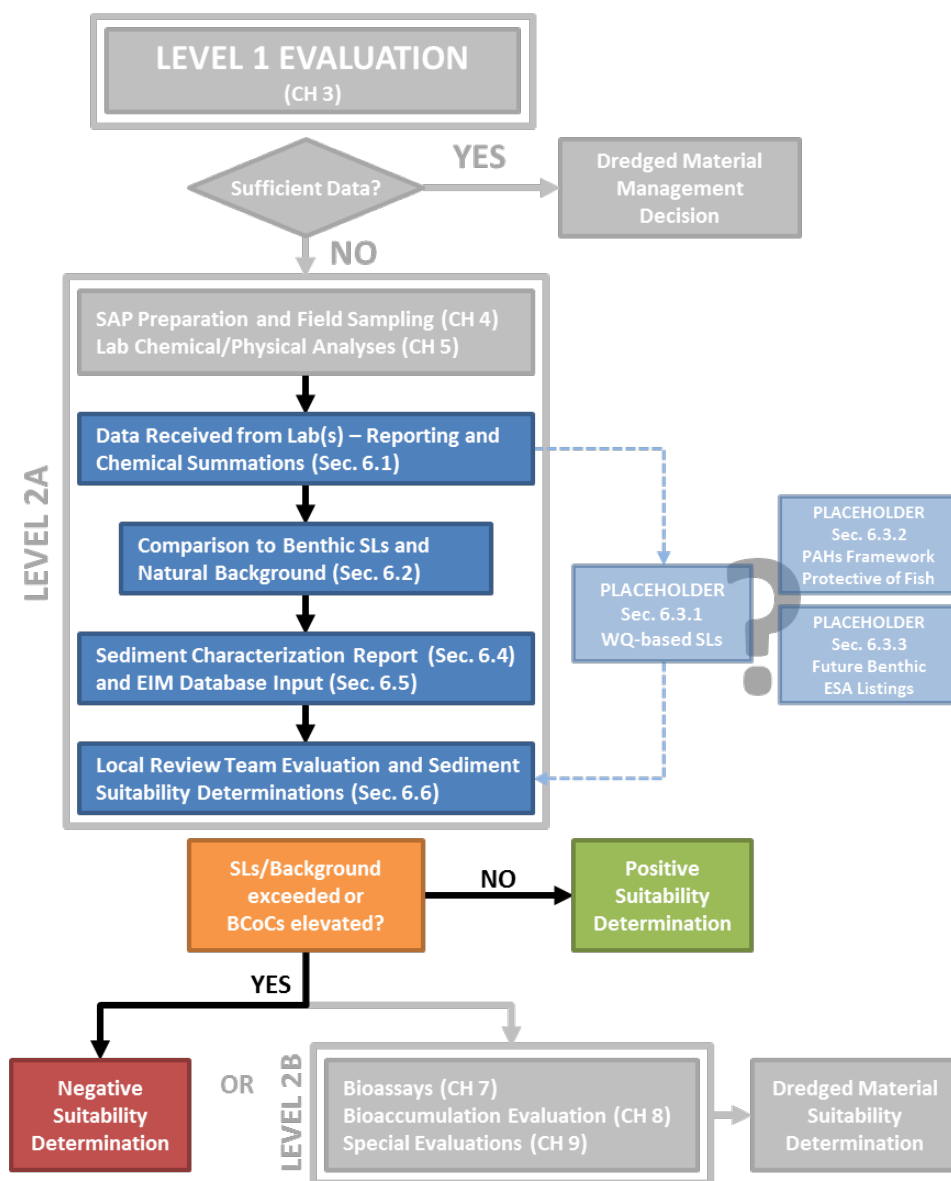 LEVEL 1 EVALUATION
(CH 3)
Sufficient Data?
YES
Dredged Material
Management
Decision
NO
LEVEL 2A
SAP Preparation and Field Sampling (CH 4)
Lab Chemical/Physical Analyses (CH 5)
Data Received from Lab(s) – Reporting and
Chemical Summations (Sec. 6.1)
Comparison to Benthic SLs and
Natural Background (Sec. 6.2)
Sediment Characterization Report (Sec. 6.4)
and EIM Database Input (Sec. 6.5)
Local Review Team Evaluation and Sediment
Suitability Determinations (Sec. 6.6)
PLACEHOLDER
Sec. 6.3.1
WQ-based SLs
?
PLACEHOLDER
Sec. 6.3.2
PAHs Framework
Protective of Fish
PLACEHOLDER
Sec. 6.3.3
Future Benthic
ESA Listings
SLs/Background
exceeded or
BCoCs elevated?
NO
Positive
Suitability
Determination
YES
Negative
Suitability
Determination
OR
LEVEL 2B
Bioassays (CH 7)
Bioaccumulation Evaluation (CH 8)
Special Evaluations (CH 9)
Dredged Material
Suitability
Determination